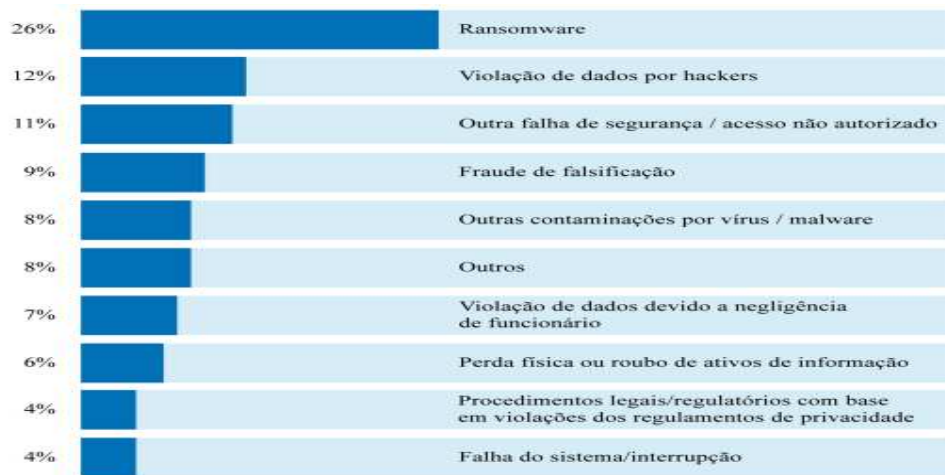 26% Ransomware
12% Violação de dados por hackers
11% Outra falha de segurança / acesso não autorizado
9% Fraude de falsificação
8% Outras contaminações por vírus / malware
8% Outros
7% Violação de dados devido a negligência
de funcionário
6% Perda física ou roubo de ativos de informação
4% Procedimentos legais/regulatórios com base
em violações dos regulamentos de privacidade
4% Falha do sistema/interrupção